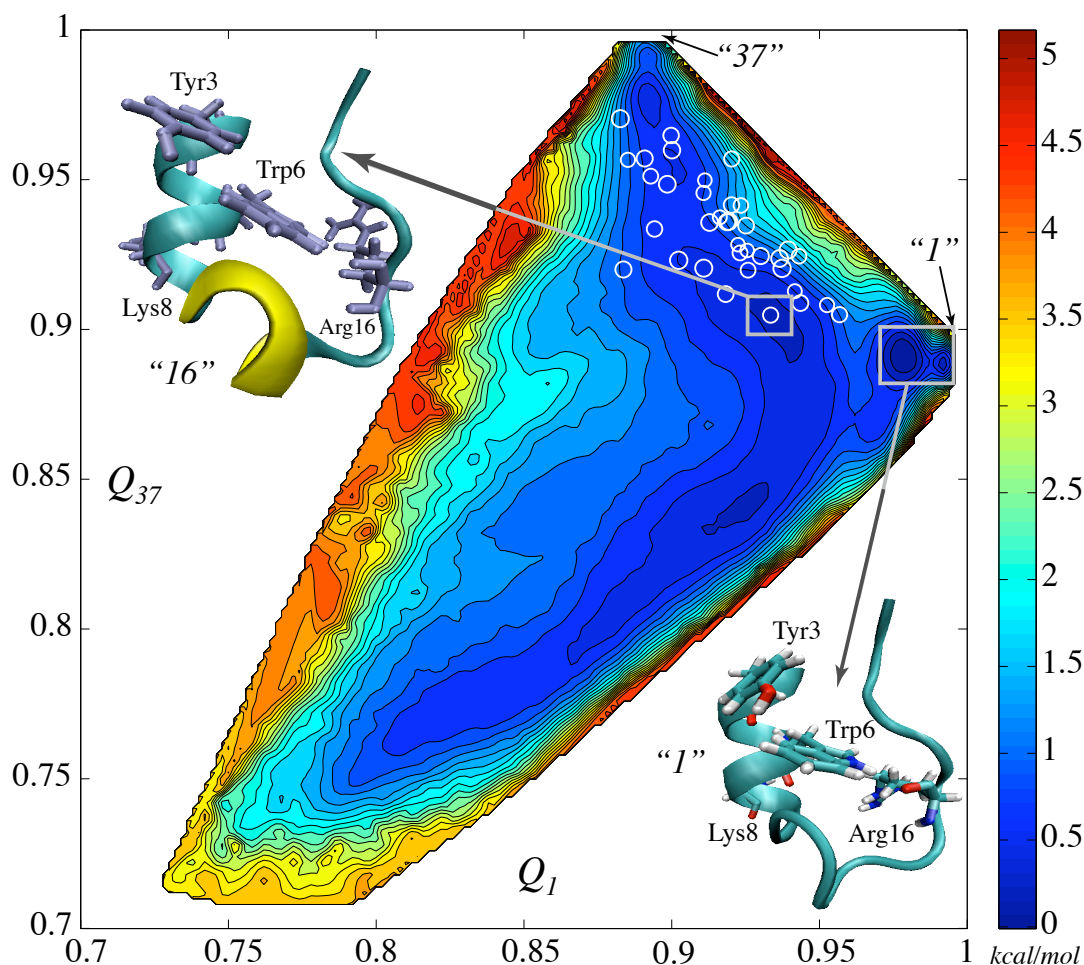 1
“37”
5
Tyr3
4.5
Trp6
0.95
4
“1”
3.5
Lys8
0.9
Arg16
3
“16”
2.5
0.85
Q37
2
0.8
Tyr3
1.5
Trp6
“1”
0.75
1
Lys8
Arg16
0.5
Q1
0.7
0
0.7 0.75 0.8 0.85 0.9 0.95 1
kcal/mol